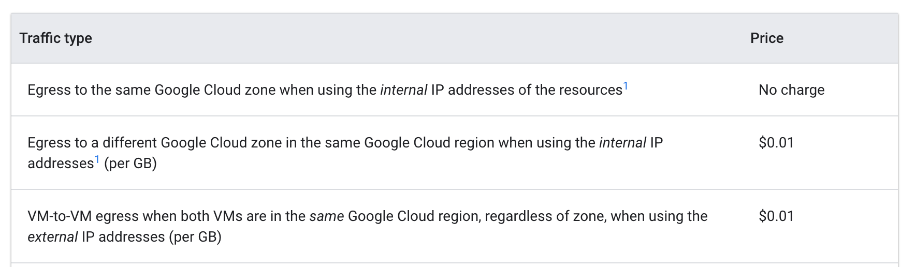 Traffic type Price
Egress to the same Google Cloud zone when using the internal IP addresses of the resources1 No charge
Egress to a different Google Cloud zone in the same Google Cloud region when using the internal IP $0.01
addresses1 (per GB)
VM-to-VM egress when both VMs are in the same Google Cloud region, regardless of zone, when using the $0.01
external IP addresses (per GB)